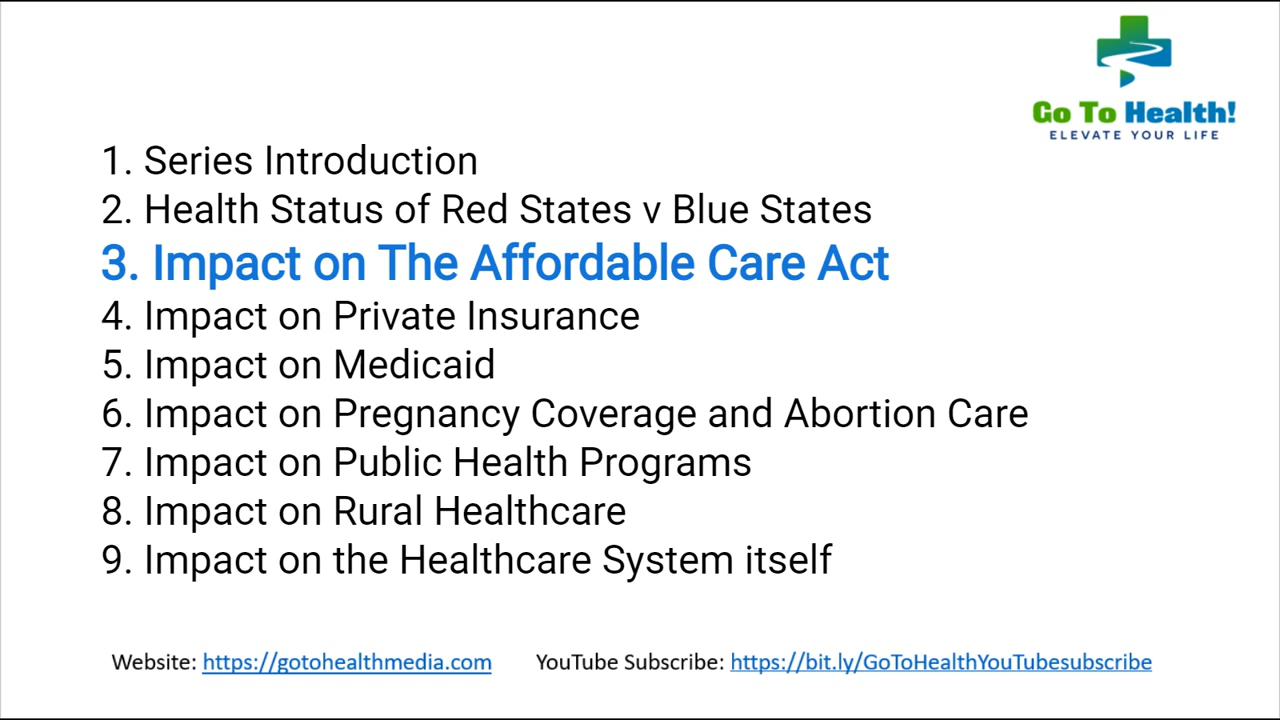 Go To Health!
ELEVATE YOUR LIFE
1. Series Introduction
2. Health Status of Red States v Blue States
3. Impact on The Affordable Care Act
4. Impact on Private Insurance
5. Impact on Medicaid
6. Impact on Pregnancy Coverage and Abortion Care
7. Impact on Public Health Programs
8. Impact on Rural Healthcare
9. Impact on the Healthcare System itself
Website: https://gotohealthmedia.com YouTube Subscribe: https://bit.ly/GoToHealthYouTubesubscribe